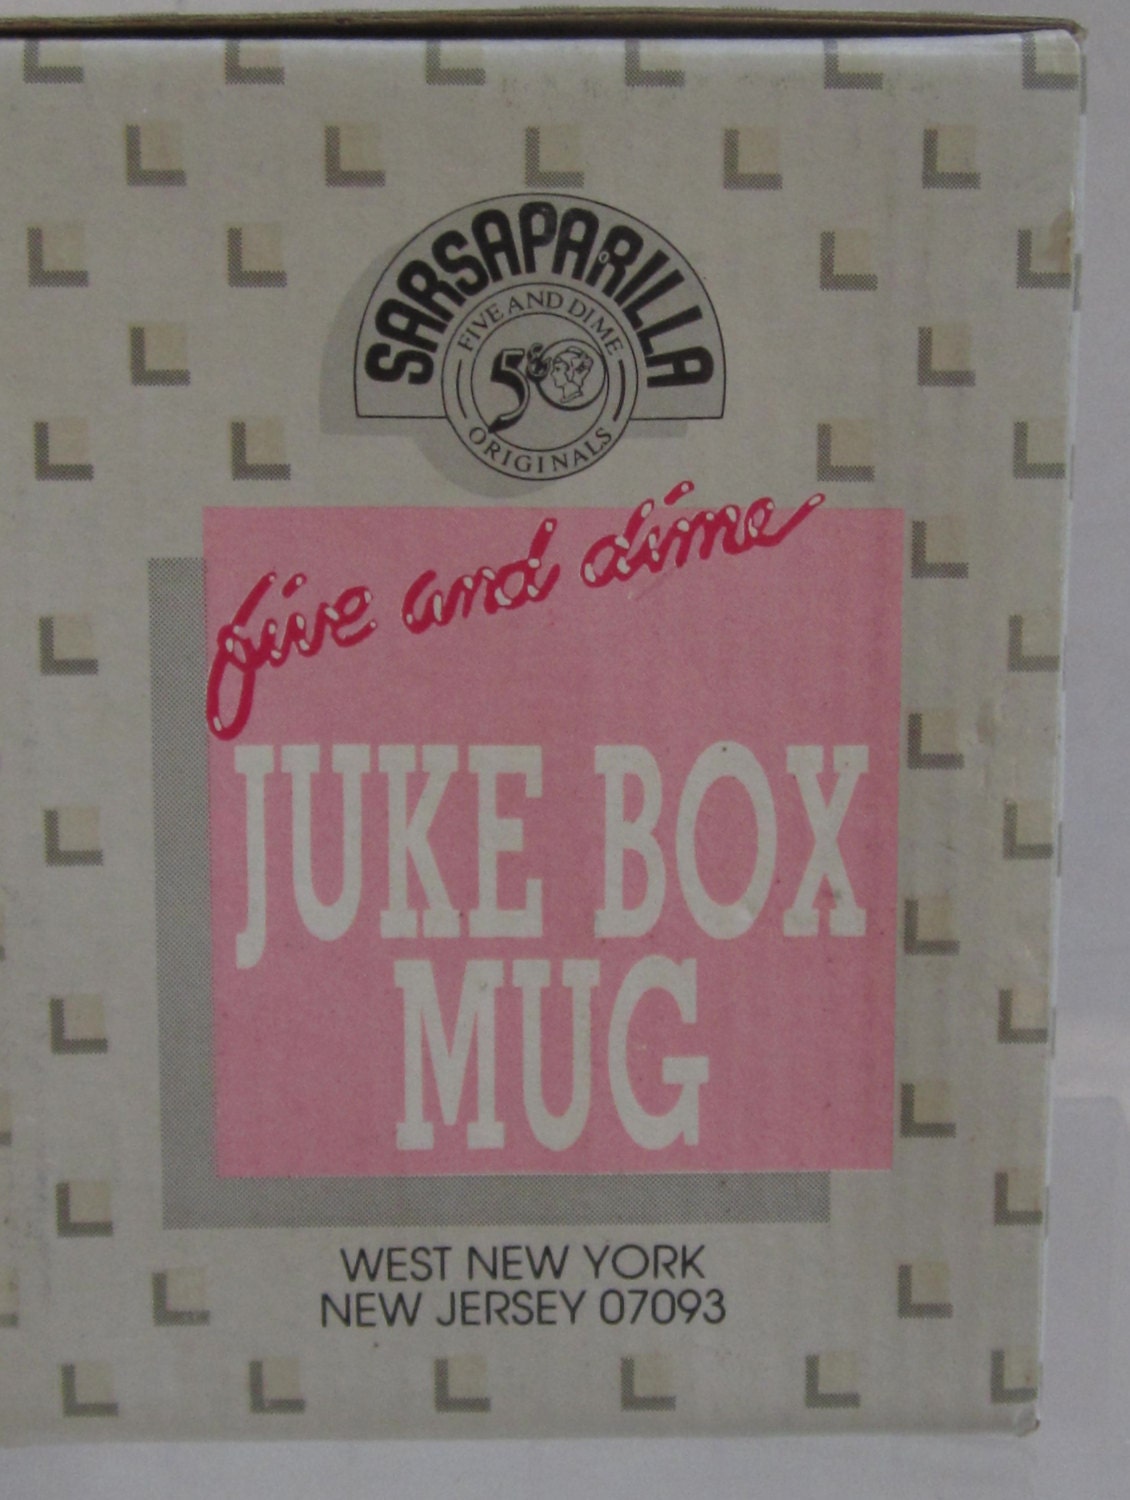 SARSAPARILLA
FIVE AND DIME
5¢
ORIGINALS
five and dime
JUKE BOX
MUG
WEST NEW YORK
NEW JERSEY 07093